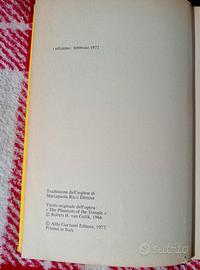 I edizione: febbraio 1972
Traduzione dall'inglese di
Mariapaola Ricci Dèttore
Titolo originale dell'opera:
« The Phantom of the Temple »
© Robert H. van Gulik, 1966
© Aldo Garzanti Editore, 1972
Printed in Italy
subito